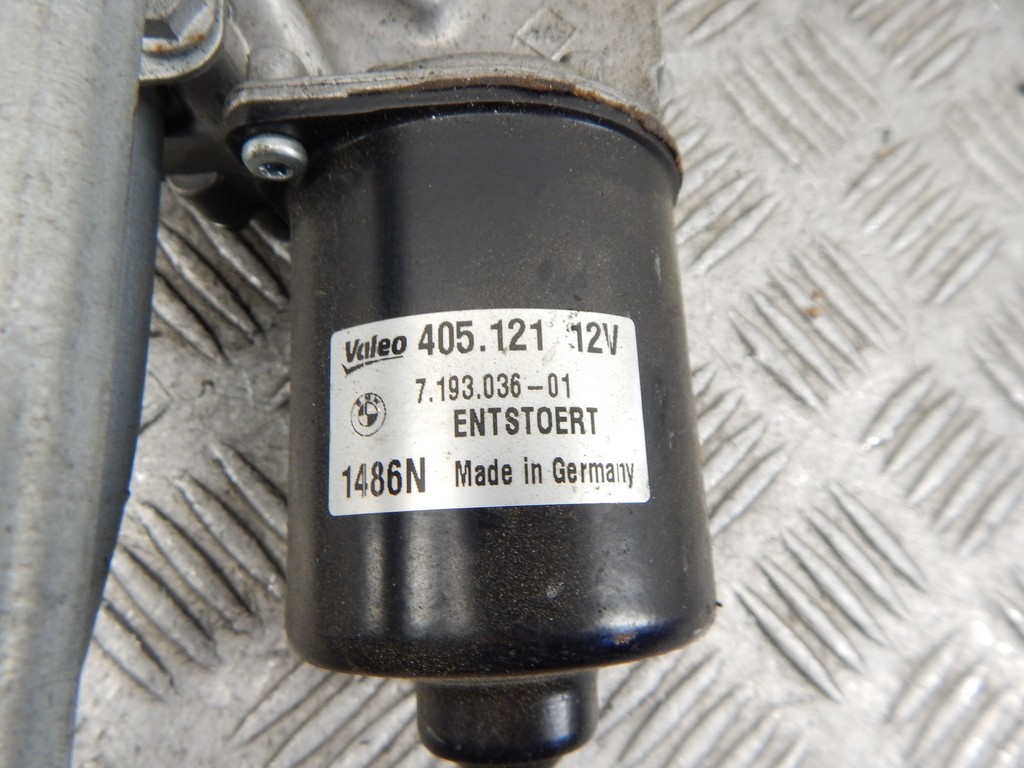 Valeo 405.121 12V
7.193.036-01
ENTSTOERT
1486N Made in Germany